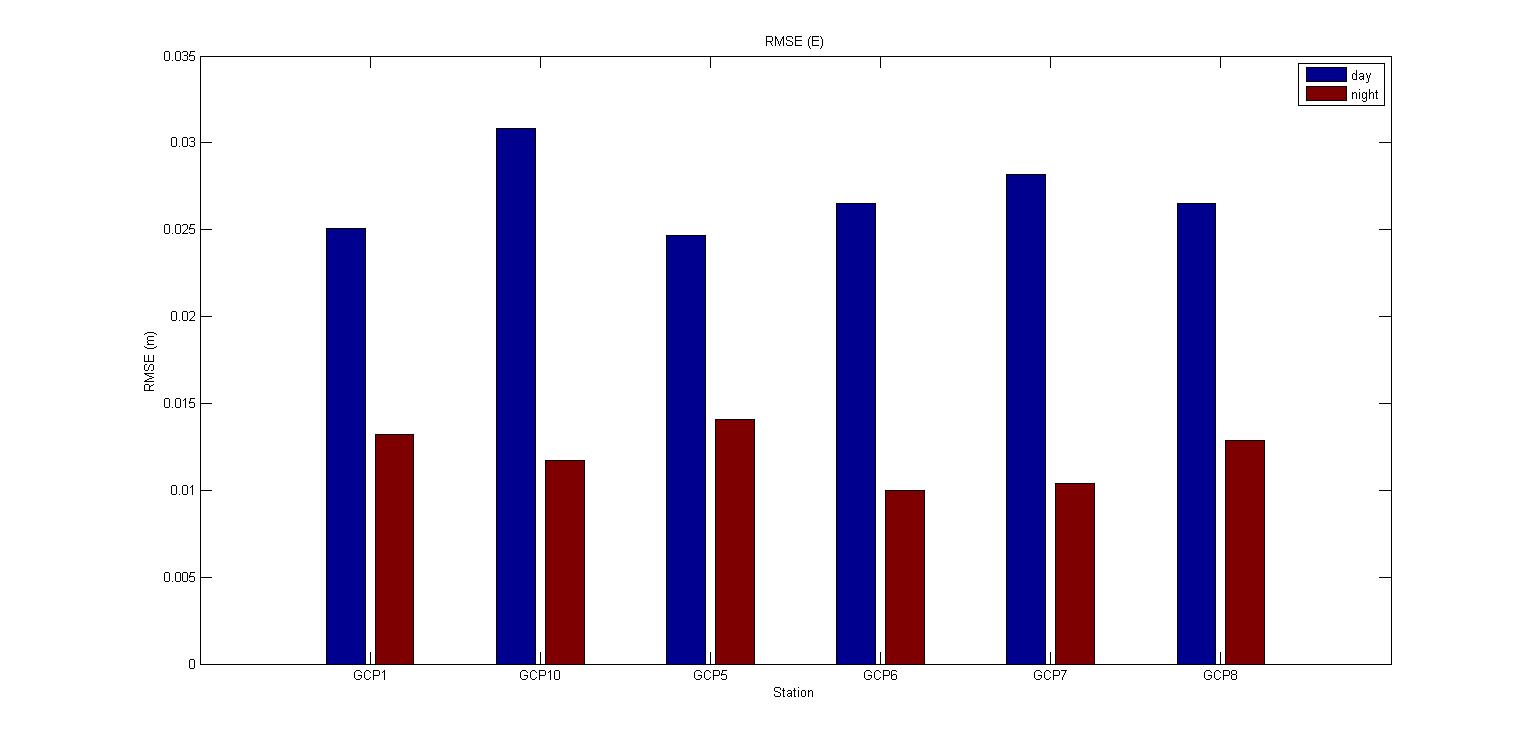 RMSE (E)
0.035
0.03
0.025
0.02
0.015
0.01
0.005
0
RMSE (m)
day
night
GCP1 GCP10 GCP5 GCP6 GCP7 GCP8
Station